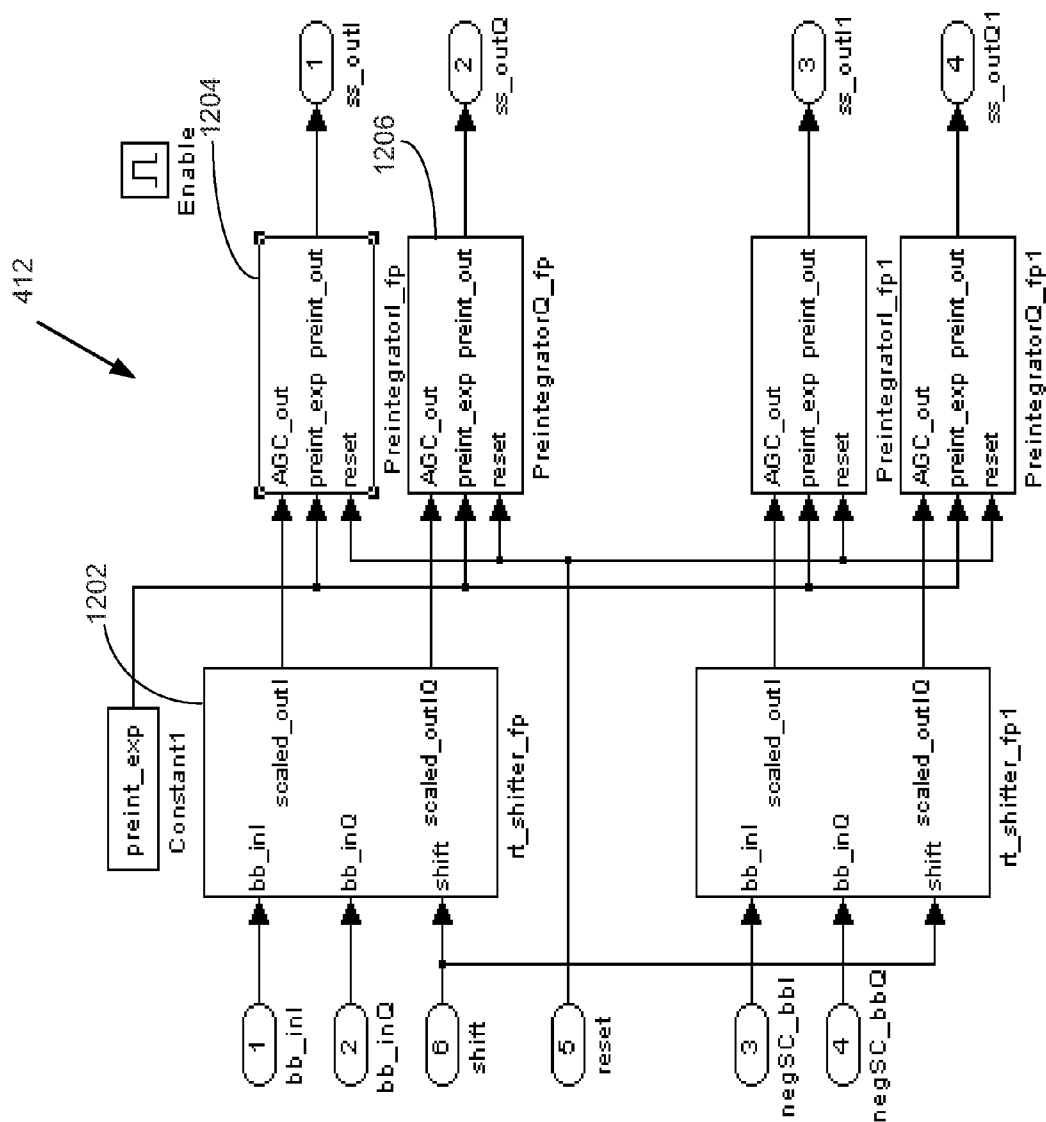 412
preint_exp
Constant1
Enable
1202
1204
1
bb_inI
bb_inI
scaled_outI
AGC_out
preint_exp preint_out
reset
PreintegratorI_fp
1
ss_outI
2
bb_inQ
bb_inQ
1206
6
shift
shift
scaled_outIQ
rt_shifter_fp
AGC_out
preint_exp preint_out
reset
PreintegratorQ_fp
2
ss_outQ
5
reset
3
negSC_bbI
bb_inI
scaled_outI
AGC_out
preint_exp preint_out
reset
PreintegratorI_fp1
3
ss_outI1
4
negSC_bbQ
bb_inQ
shift
scaled_outIQ
rt_shifter_fp1
AGC_out
preint_exp preint_out
reset
PreintegratorQ_fp1
4
ss_outQ1